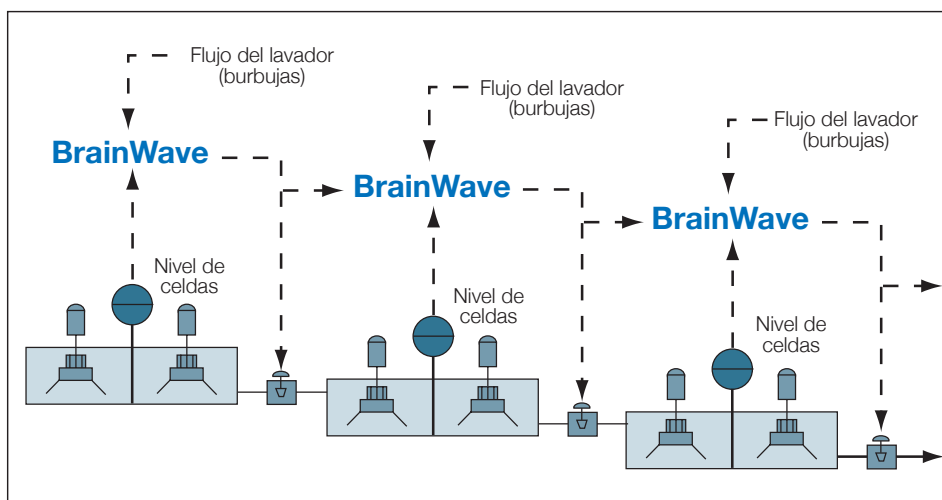 Flujo del lavador
(burbujas)
BrainWave
Nivel de
celdas
Flujo del lavador
(burbujas)
BrainWave
Nivel de
celdas
Flujo del lavador
(burbujas)
BrainWave
Nivel de
celdas